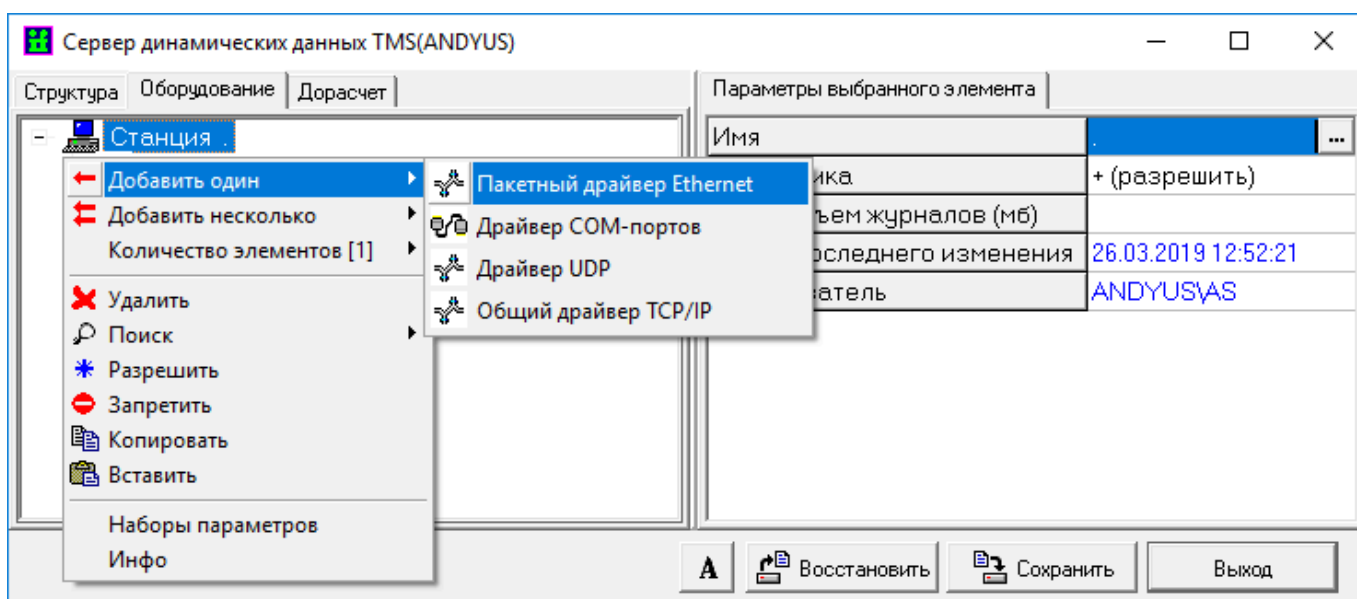 Сервер динамических данных TMS(ANDYUS)
Структура Оборудование Дорасчет
Параметры выбранного элемента
Станция .
Имя . ...
Добавить один
Добавить несколько
Количество элементов [1]
Удалить
Поиск
Разрешить
Запретить
Копировать
Вставить
Наборы параметров
Инфо
Пакетный драйвер Ethernet
Драйвер COM-портов
Драйвер UDP
Общий драйвер TCP/IP
ика + (разрешить)
ъем журналов (мб)
оследнего изменения 26.03.2019 12:52:21
атель ANDYUS\AS
A Восстановить Сохранить Выход